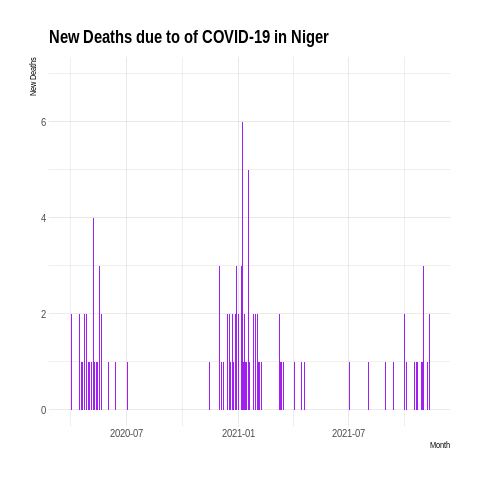 New Deaths due to of COVID-19 in Niger
New Deaths
6
4
2
0
2020-07
2021-01
2021-07
Month